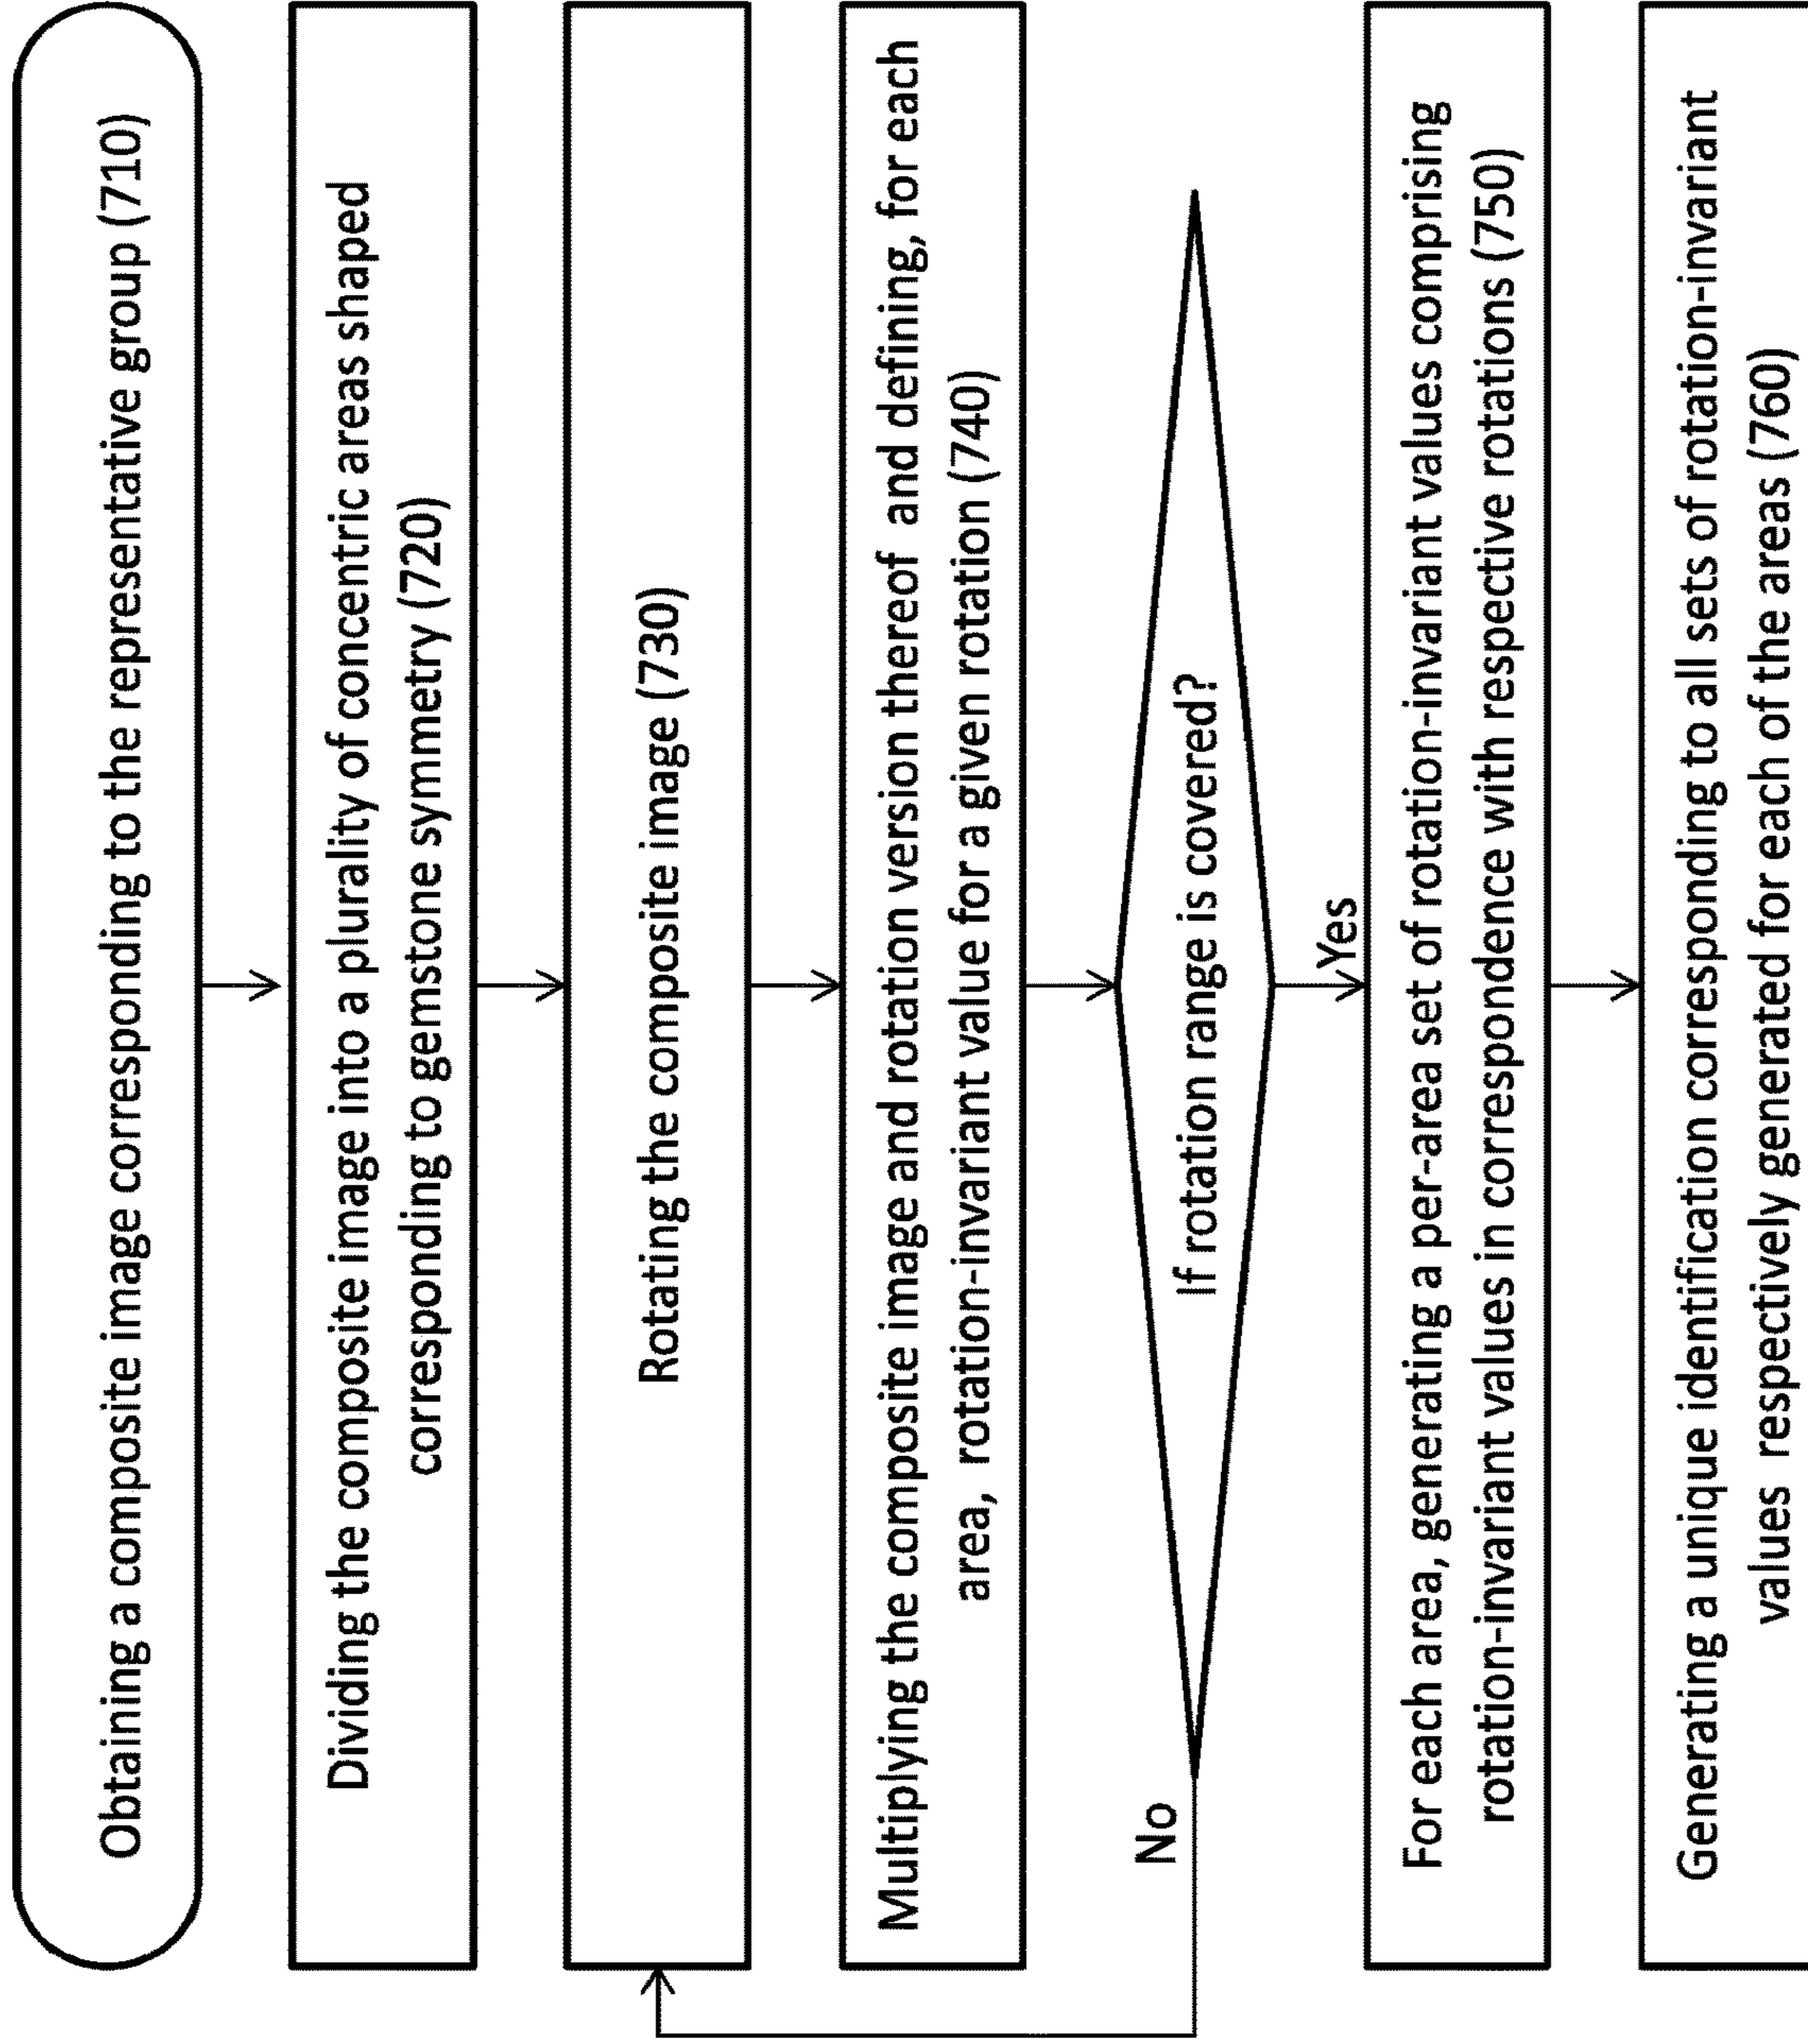 Obtaining a composite image corresponding to the representative group (710)
Dividing the composite image into a plurality of concentric areas shaped
corresponding to gemstone symmetry (720)
Rotating the composite image (730)
Multiplying the composite image and rotation version thereof and defining, for each
area, rotation-invariant value for a given rotation (740)
If rotation range is covered?
No
Yes
For each area, generating a per-area set of rotation-invariant values comprising
rotation-invariant values in correspondence with respective rotations (750)
Generating a unique identification corresponding to all sets of rotation-invariant
values respectively generated for each of the areas (760)